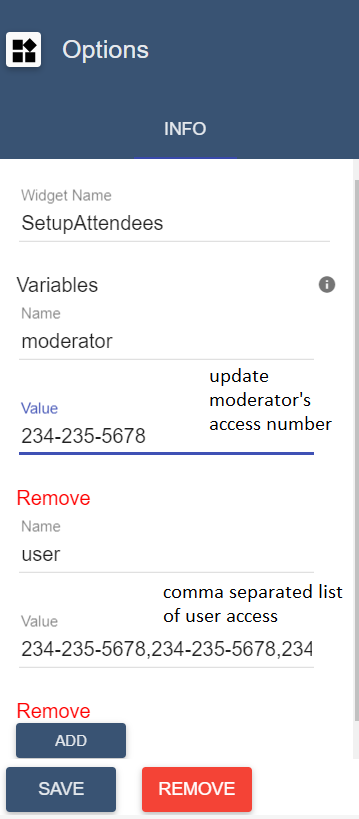 Options
INFO
Widget Name
SetupAttendees
Variables
Name
moderator
update
moderator's
access number
Value
234-235-5678
Remove
Name
user
comma separated list
of user access
Value
234-235-5678,234-235-5678,234
Remove
ADD
SAVE
REMOVE